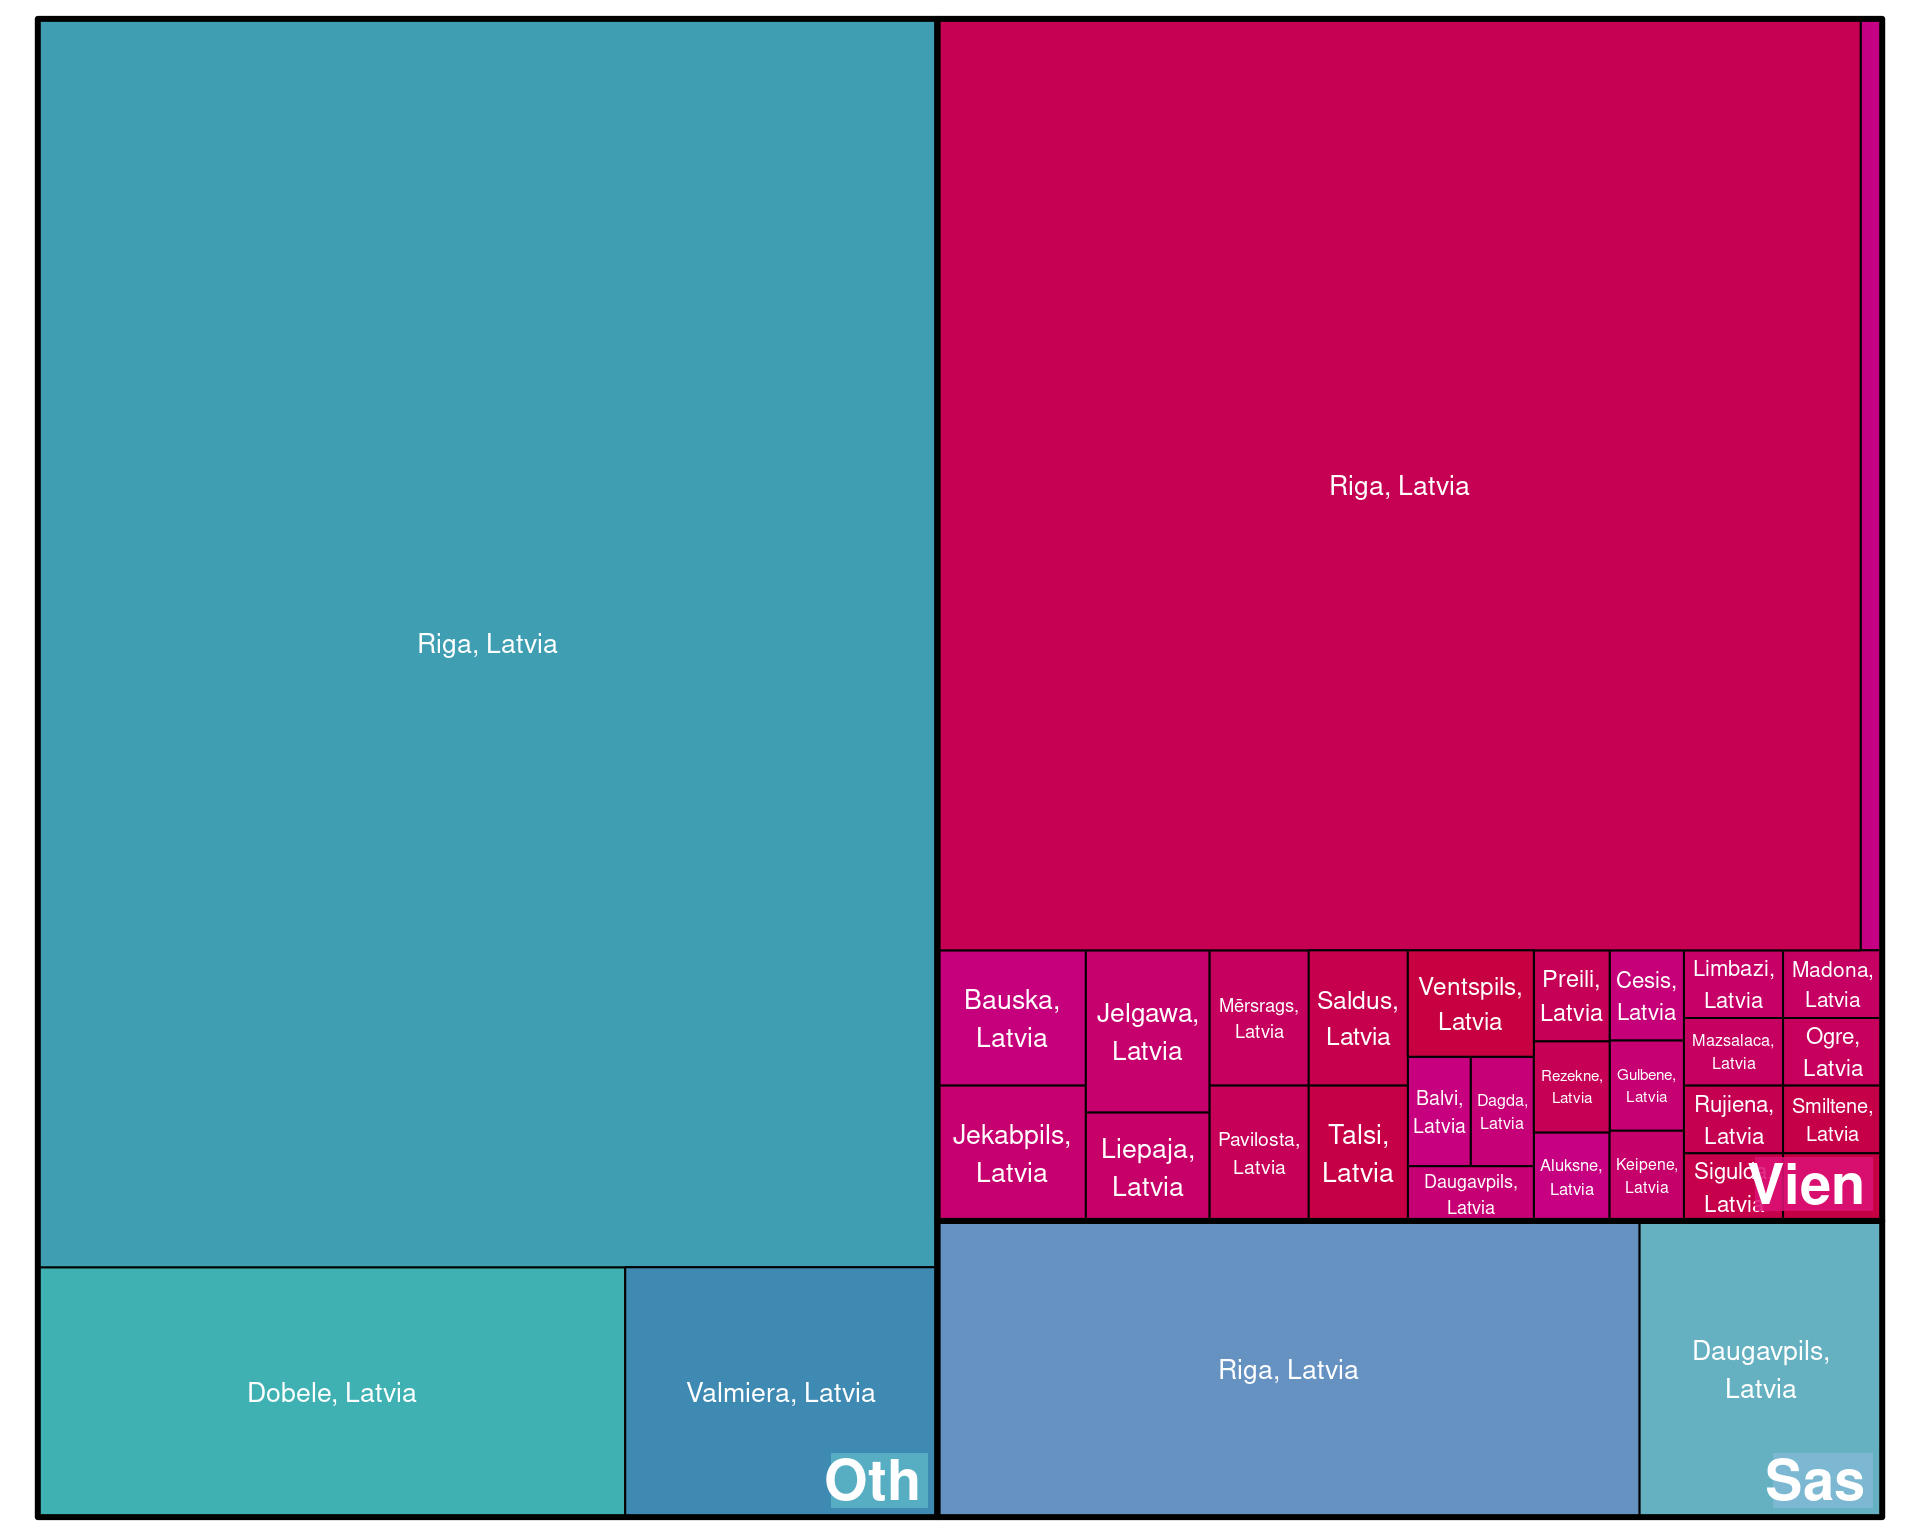 Riga, Latvia
Dobele, Latvia
Valmiera, Latvia
Oth
Riga, Latvia
Bauska,
Latvia
Jekabpils,
Latvia
Jelgawa,
Latvia
Liepaja,
Latvia
Mērsrags,
Latvia
Pavilosta,
Latvia
Saldus,
Latvia
Talsi,
Latvia
Ventspils,
Latvia
Balvi,
Latvia
Dagda,
Latvia
Daugavpils,
Latvia
Preili,
Latvia
Rezekne,
Latvia
Aluksne,
Latvia
Cesis,
Latvia
Gulbene,
Latvia
Keipene,
Latvia
Limbazi,
Latvia
Mazsalaca,
Latvia
Rujiena,
Latvia
Latvia
Madona,
Latvia
Ogre,
Latvia
Smiltene,
Latvia
Vien
Riga, Latvia
Daugavpils,
Latvia
Sas